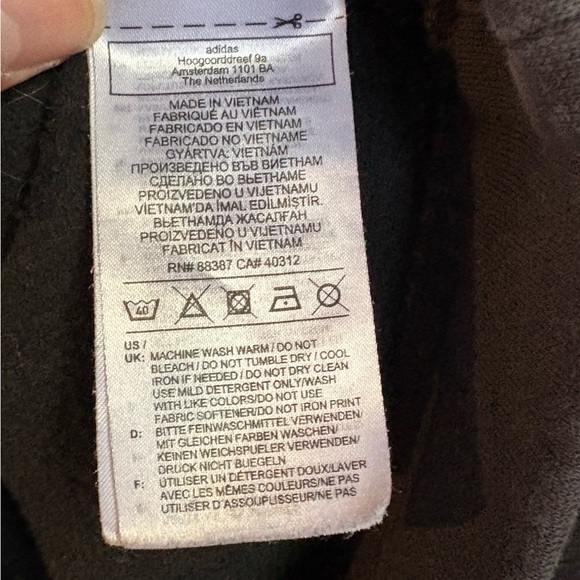 adidas
Hoogoorddreef 9a
Amsterdam 1101 BA
The Netherlands
MADE IN VIETNAM
FABRIQUÉ AU VIÊTNAM
FABRICADO EN VIETNAM
FABRICADO NO VIETNAME
GYÁRTVA: VIETNÁM
ПРОИЗВЕДЕНО ВЪВ ВИЕТНАМ
СДЕЛАНО ВО ВЬЕТНАМЕ
PROIZVEDENO U VIJETNAMU
VİETNAM'DA İMAL EDİLMİŞTİR.
ВЬЕТНАМДА ЖАСАЛҒАН
PROIZVEDENO U VIJETNAMU
FABRICAT ÎN VIETNAM
RN# 88387 CA# 40312
40
US /
UK: MACHINE WASH WARM / DO NOT
BLEACH / DO NOT TUMBLE DRY / COOL
IRON IF NEEDED / DO NOT DRY CLEAN
USE MILD DETERGENT ONLY/WASH
WITH LIKE COLORS/DO NOT USE
FABRIC SOFTENER/DO NOT IRON PRINT
D: BITTE FEINWASCHMITTEL VERWENDEN/
MIT GLEICHEN FARBEN WASCHEN/
KEINEN WEICHSPUELER VERWENDEN/
DRUCK NICHT BUEGELN
F: UTILISER UN DÉTERGENT DOUX/LAVER
AVEC LES MÊMES COULEURS/NE PAS
UTILISER D'ASSOUPLISSEUR/NE PAS